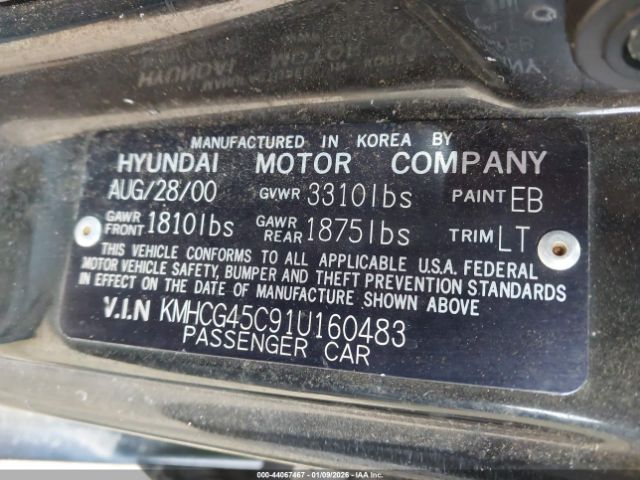 MANUFACTURED IN KOREA BY
HYUNDAI MOTOR COMPANY
AUG/28/00 GVWR 3310lbs PAINT EB
GAWR FRONT 1810lbs GAWR REAR 1875lbs TRIM LT
THIS VEHICLE CONFORMS TO ALL APPLICABLE U.S.A. FEDERAL
MOTOR VEHICLE SAFETY, BUMPER AND THEFT PREVENTION STANDARDS
IN EFFECT ON THE DATE OF MANUFACTURE SHOWN ABOVE
V.I.N KMHCG45C91U160483
PASSENGER CAR
000-44067467 - 01/09/2026 - IAAI.COM